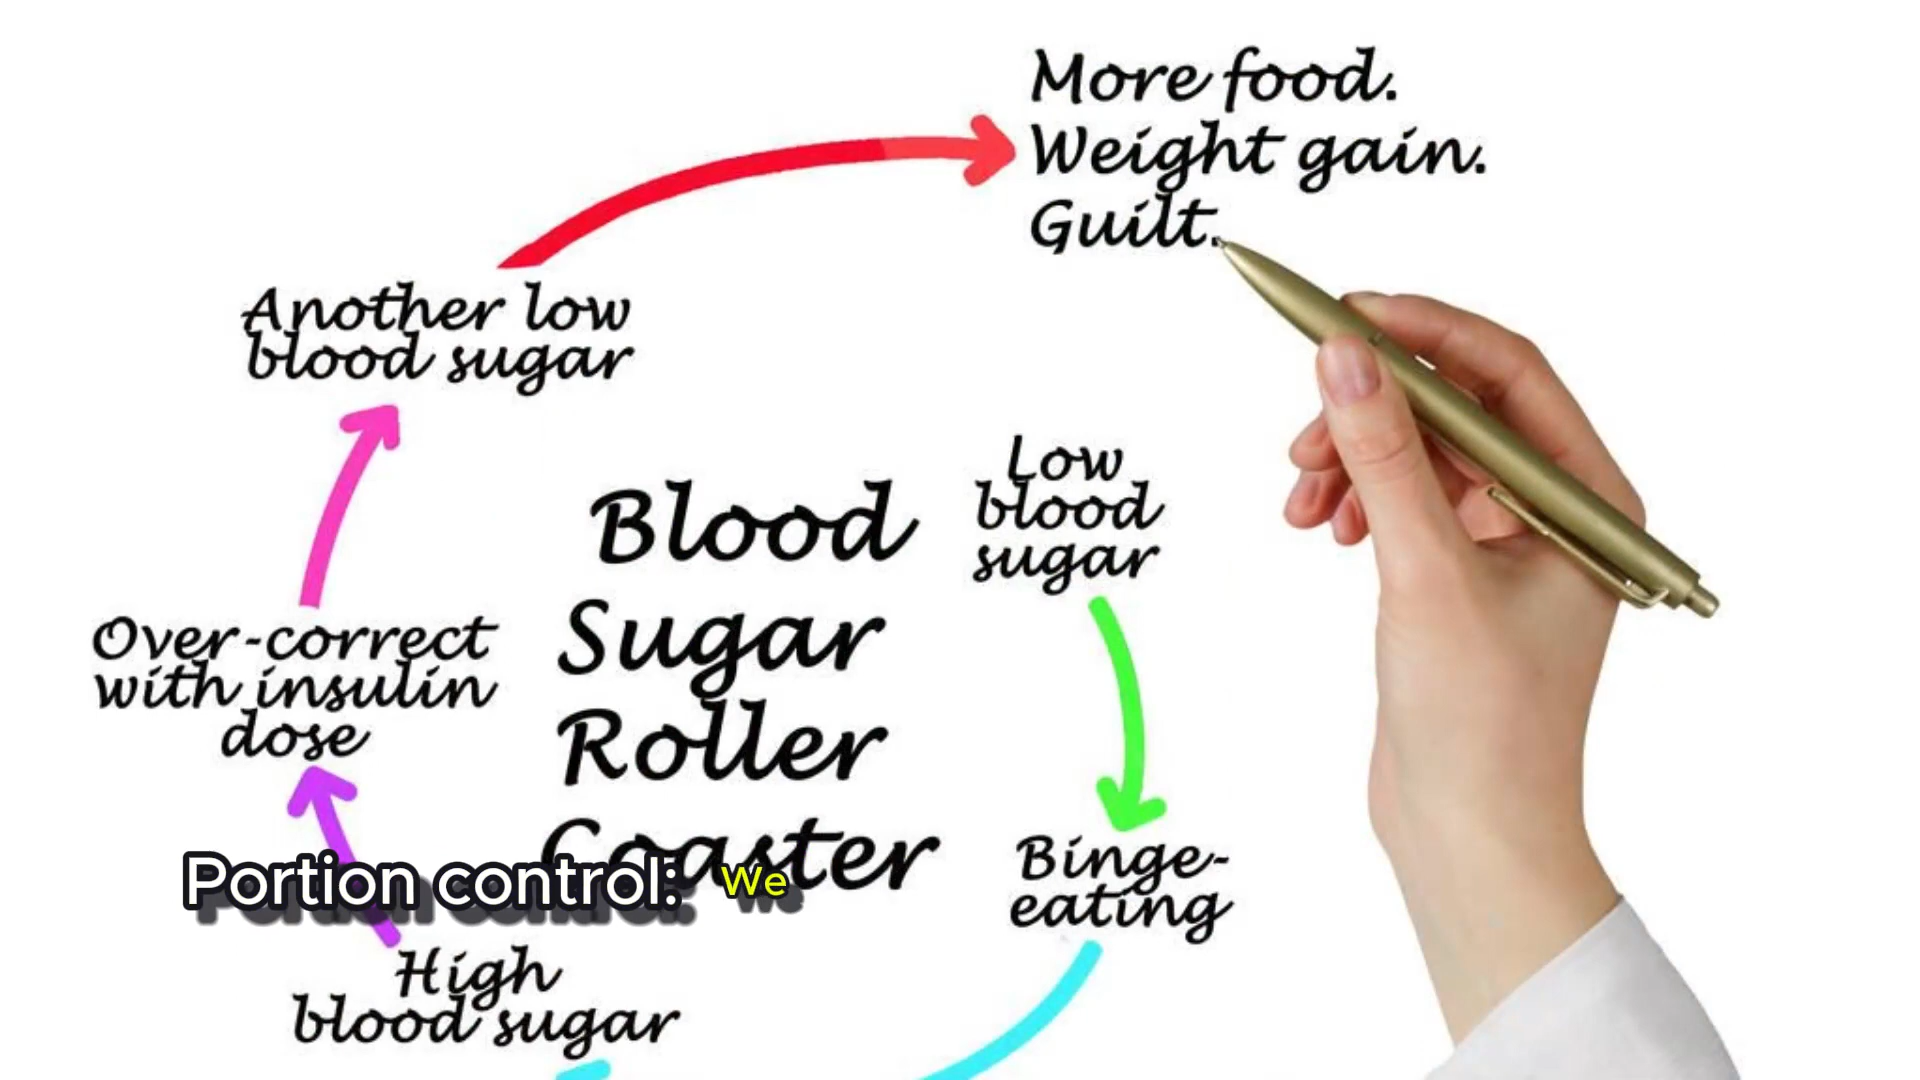 More food.
Weight gain.
Guilt.
Another low
blood sugar
Low
blood
sugar
Blood
Sugar
Roller
Coaster
Over-correct
with insulin
dose
Binge-
eating
High
blood sugar
Portion control: We